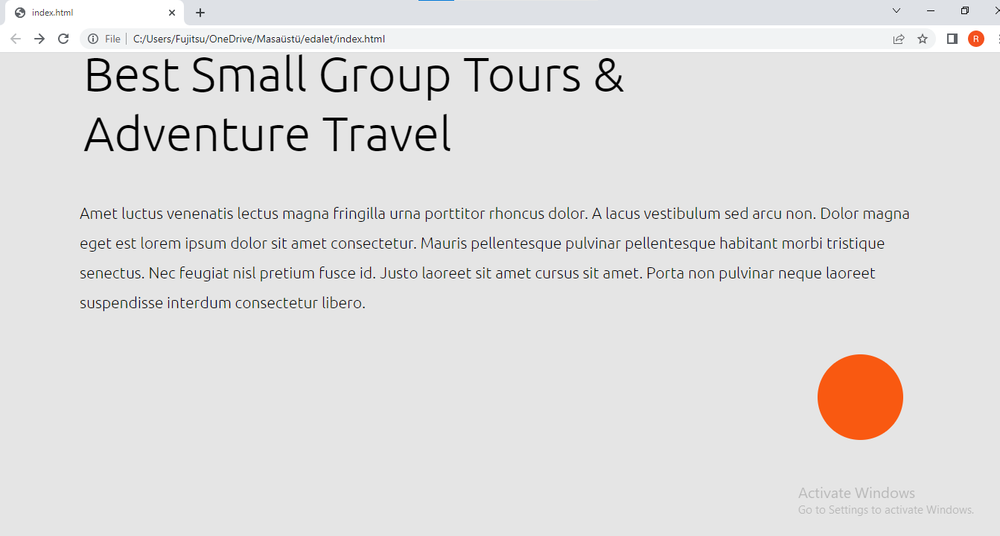 index.html
File
C:/Users/Fujitsu/OneDrive/Masaüstü/edalet/index.html
R
Best Small Group Tours &
Adventure Travel
Amet luctus venenatis lectus magna fringilla urna porttitor rhoncus dolor. A lacus vestibulum sed arcu non. Dolor magna
eget est lorem ipsum dolor sit amet consectetur. Mauris pellentesque pulvinar pellentesque habitant morbi tristique
senectus. Nec feugiat nisl pretium fusce id. Justo laoreet sit amet cursus sit amet. Porta non pulvinar neque laoreet
suspendisse interdum consectetur libero.
Activate Windows
Go to Settings to activate Windows.